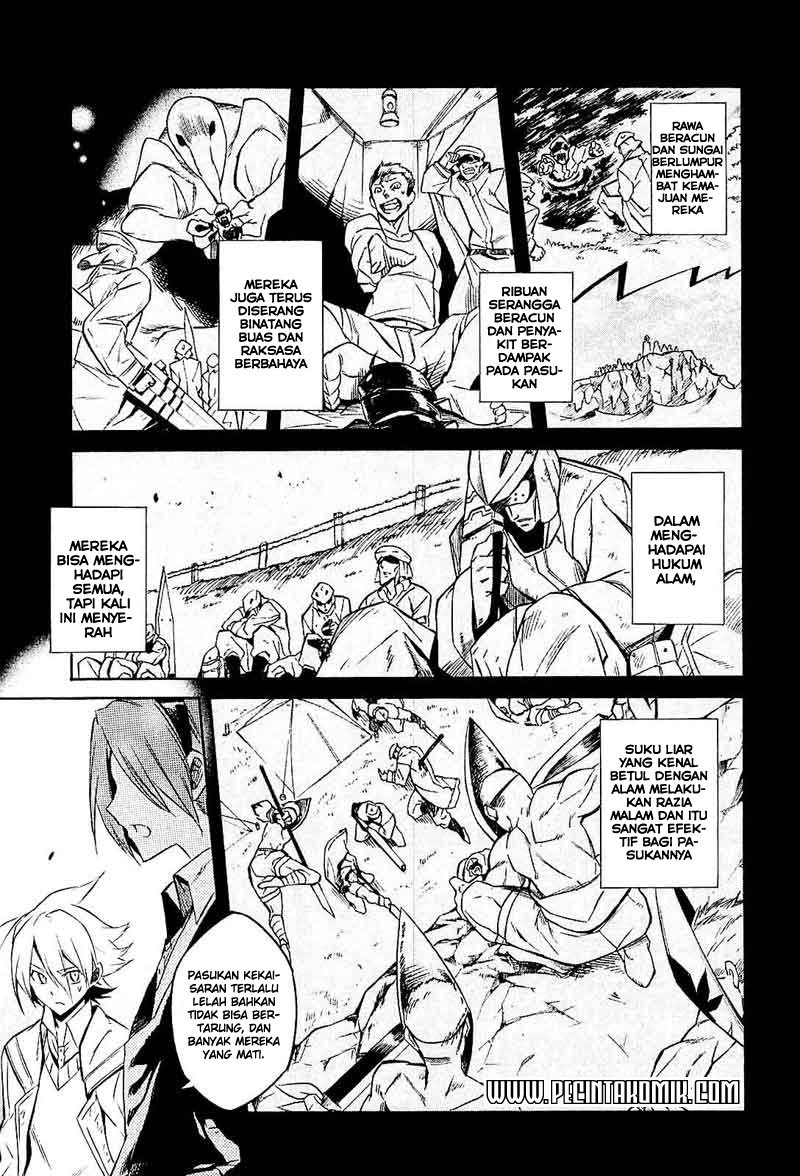 RAWA
BERACUN
DAN SUNGAI
BERLUMPUR
MENGHAM-
BAT KEMA-
JUAN ME-
REKA
RIBUAN
SERANGGA
BERACUN
DAN PENYA-
KIT BER-
DAMPAK
PADA PASU-
KAN
MEREKA
JUGA TERUS
DISERANG
BINATANG
BUAS DAN
RAKSASA
BERBAHAYA
DALAM
MENG-
HADAPAI
HUKUM
ALAM,
MEREKA
BISA MENG-
HADAPI
SEMUA,
TAPI KALI
INI MENYE-
RAH
SUKU LIAR
YANG KENAL
BETUL DENGAN
ALAM MELAKU-
KAN RAZIA
MALAM DAN ITU
SANGAT EFEK-
TIF BAGI PA-
SUKANNYA
PASUKAN KEKAI-
SARAN TERLALU
LELAH BAHKAN
TIDAK BISA BER-
TARUNG, DAN
BANYAK MEREKA
YANG MATI.
WWW.PECINTAKOMIK.COM